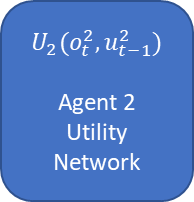 U₂(o²ₜ, u²ₜ₋₁)
Agent 2
Utility
Network